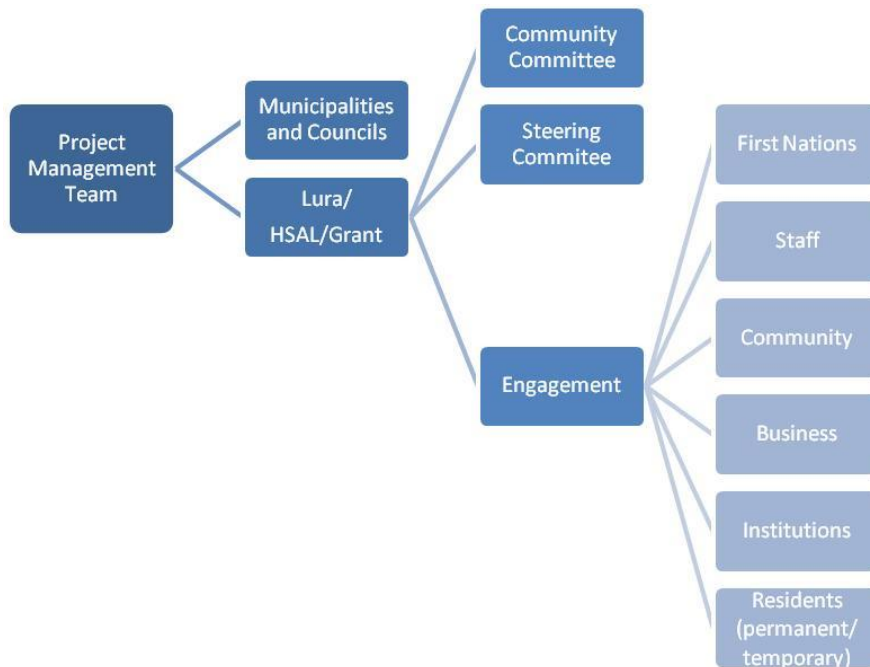 Project
Management
Team
Municipalities
and Councils
Lura/
HSAL/Grant
Community
Committee
Steering
Commitee
Engagement
First Nations
Staff
Community
Business
Institutions
Residents
(permanent/
temporary)